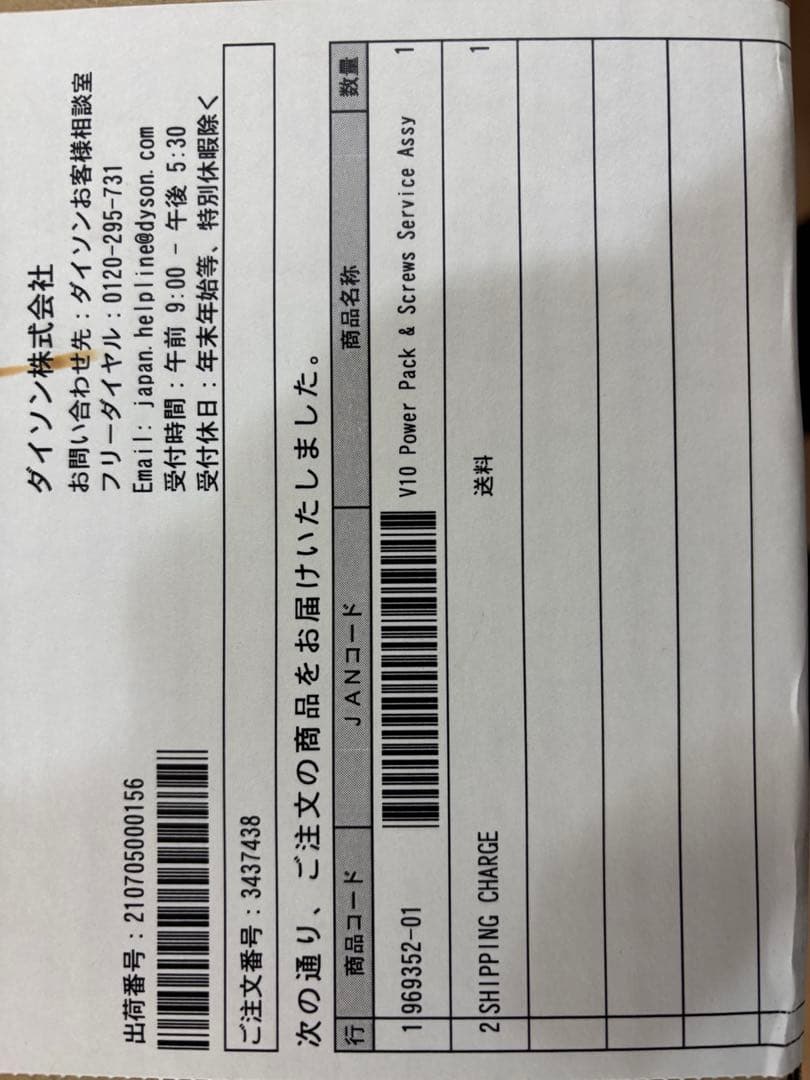 ダイソン株式会社
お問い合わせ先：ダイソンお客様相談室
フリーダイヤル：0120-295-731
Email: japan.helpline@dyson.com
受付時間：午前 9:00 - 午後 5:30
受付休日：年末年始等、特別休暇除く
出荷番号：210705000156
ご注文番号：3437438
次の通り、ご注文の商品をお届けいたしました。
行 商品コード ＪＡＮコード 商品名称 数量
1 969352-01 V10 Power Pack & Screws Service Assy 1
2 SHIPPING CHARGE 送料 1